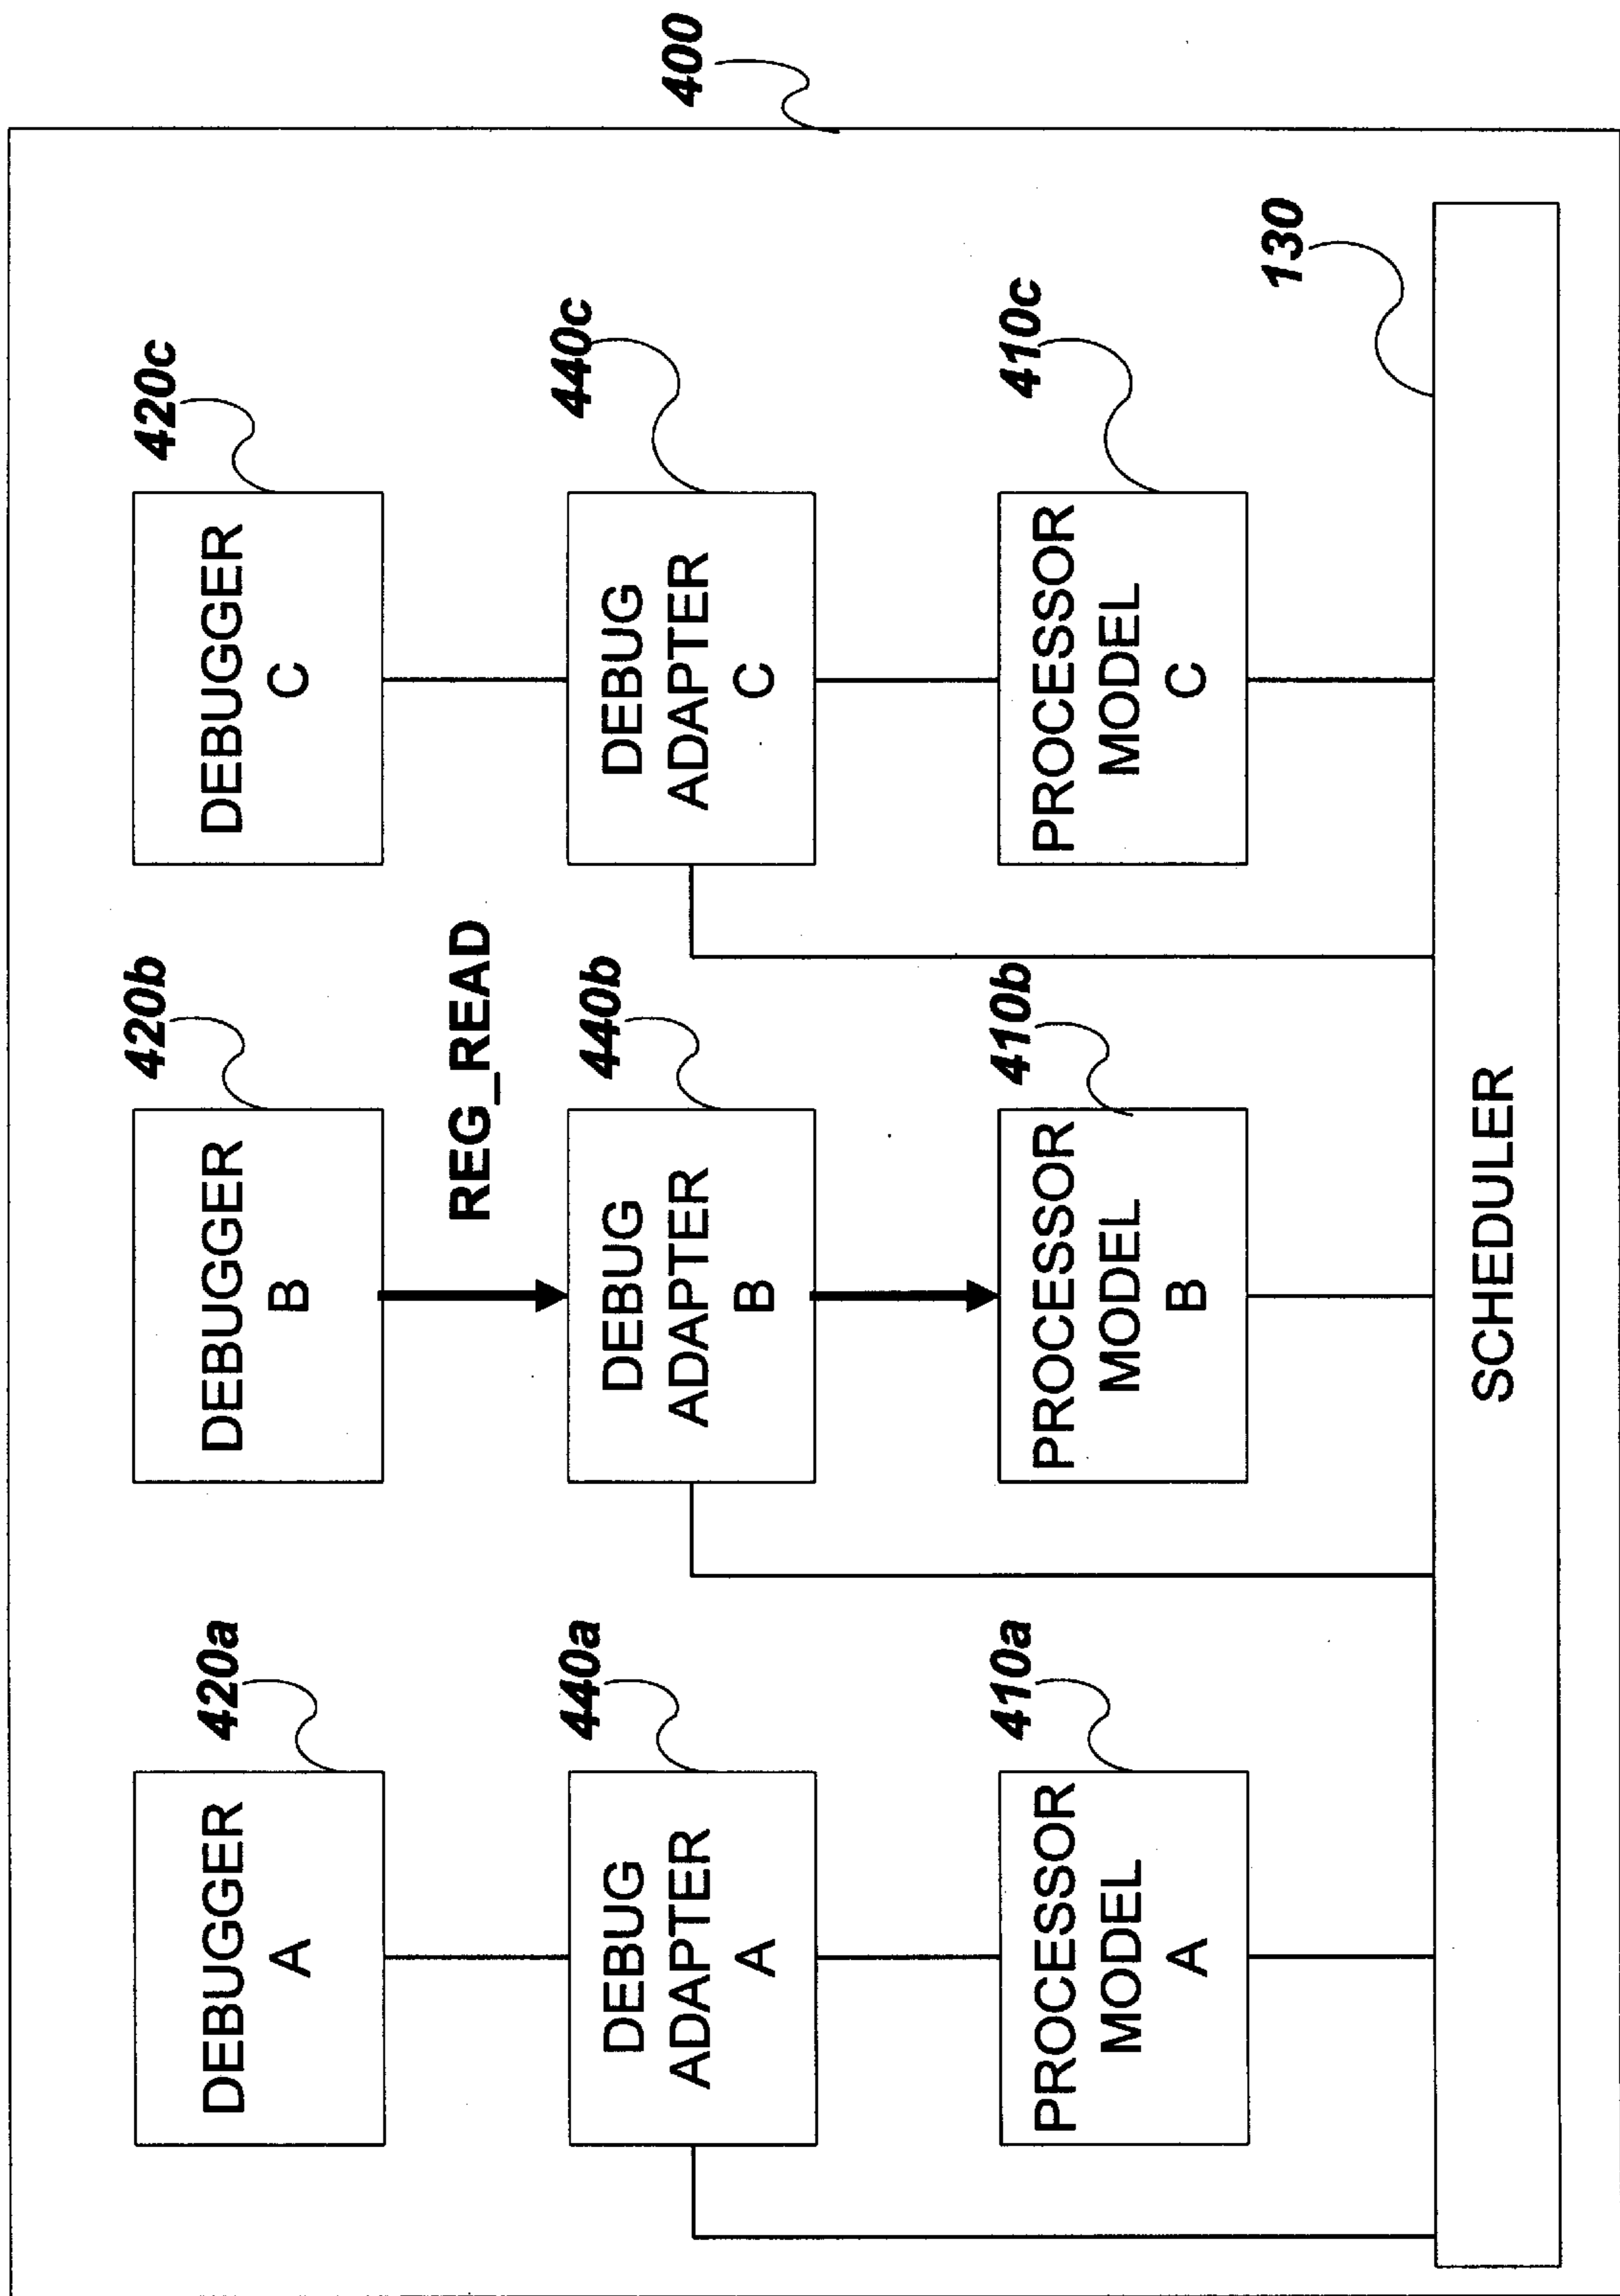 400
420a
420b
420c
DEBUGGER
A
DEBUGGER
B
DEBUGGER
C
REG_READ
440a
440b
440c
DEBUG
ADAPTER
A
DEBUG
ADAPTER
B
DEBUG
ADAPTER
C
410a
410b
410c
PROCESSOR
MODEL
A
PROCESSOR
MODEL
B
PROCESSOR
MODEL
C
130
SCHEDULER